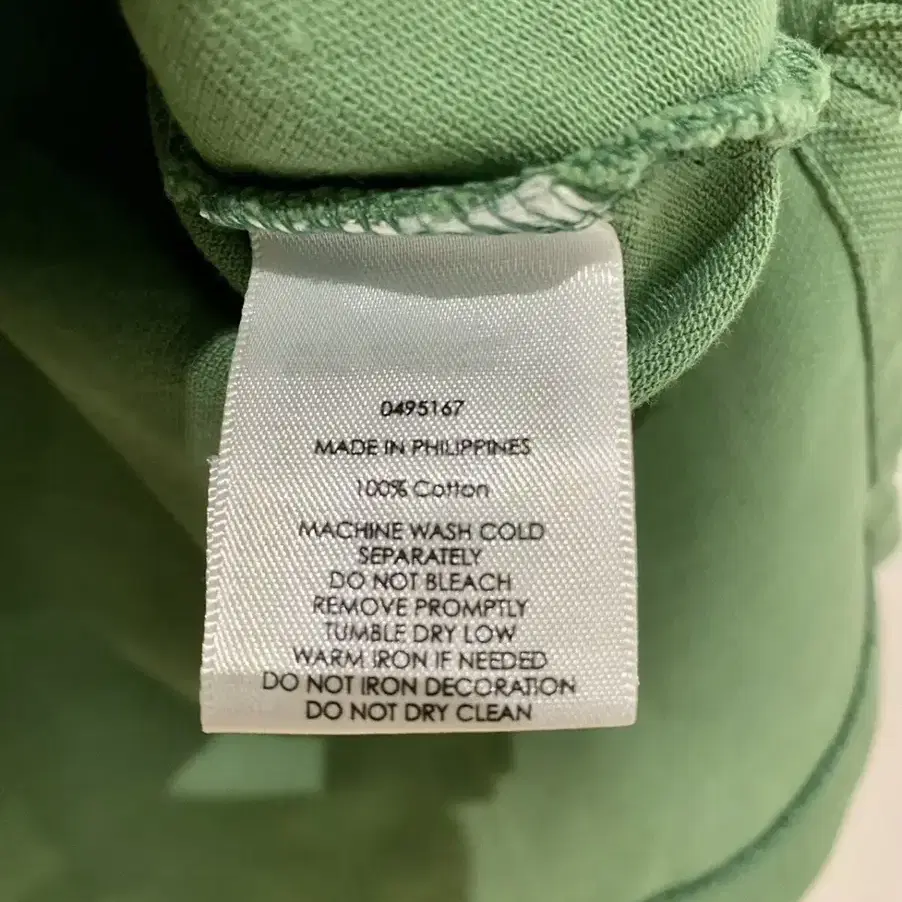 0495167
MADE IN PHILIPPINES
100% Cotton
MACHINE WASH COLD
SEPARATELY
DO NOT BLEACH
REMOVE PROMPTLY
TUMBLE DRY LOW
WARM IRON IF NEEDED
DO NOT IRON DECORATION
DO NOT DRY CLEAN